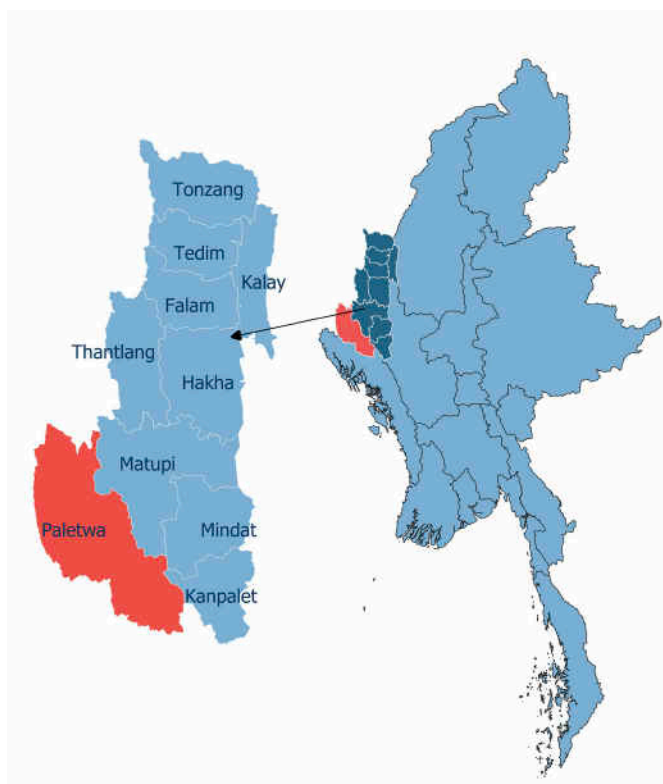 Tonzang
Tedim
Kalay
Falam
Thantlang
Hakha
Matupi
Paletwa
Mindat
Kanpalet